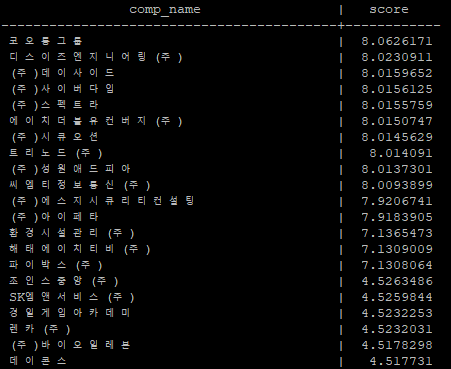 comp_name | score
코오롱그룹 | 8.0626171
디스이즈엔지니어링(주) | 8.0230911
(주)데이사이드 | 8.0159652
(주)사이버다임 | 8.0156125
(주)스펙트라 | 8.0155759
에이치더블유컨버지(주) | 8.0150747
(주)시큐오션 | 8.0145629
트리노드(주) | 8.014091
(주)성원애드피아 | 8.0137301
씨엠티정보통신(주) | 8.0093899
(주)에스지시큐리티컨설팅 | 7.9206741
(주)아이페타 | 7.9183905
환경시설관리(주) | 7.1365473
해태에이치티비(주) | 7.1309009
파이박스(주) | 7.1308064
조인스중앙(주) | 4.5263486
SK엠앤서비스(주) | 4.5259844
경일게임아카데미 | 4.5232253
렌카(주) | 4.5232031
(주)바이오일레븐 | 4.5178298
데이콘스 | 4.517731